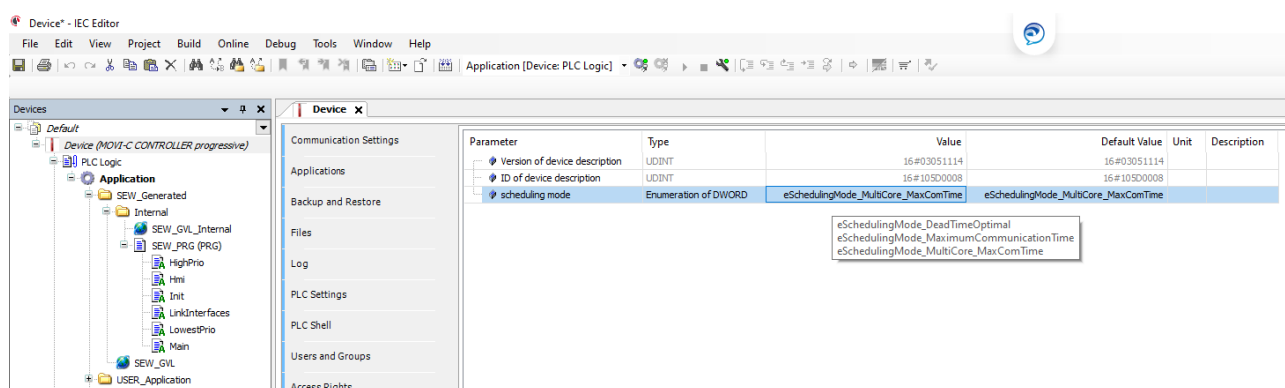 Device* - IEC Editor
File Edit View Project Build Online Debug Tools Window Help
Application [Device: PLC Logic]
Devices
Default
Device (MOVI-C CONTROLLER progressive)
PLC Logic
Application
SEW_Generated
Internal
SEW_GVL_Internal
SEW_PRG (PRG)
HighPrio
Hmi
Init
LinkInterfaces
LowestPrio
Main
SEW_GVL
USER_Application
Device
Communication Settings
Applications
Backup and Restore
Files
Log
PLC Settings
PLC Shell
Users and Groups
Access Rights
Parameter Type Value Default Value Unit Description
Version of device description UDINT 16#03051114 16#03051114
ID of device description UDINT 16#105D0008 16#105D0008
scheduling mode Enumeration of DWORD eSchedulingMode_MultiCore_MaxComTime eSchedulingMode_MultiCore_MaxComTime
eSchedulingMode_DeadTimeOptimal
eSchedulingMode_MaximumCommunicationTime
eSchedulingMode_MultiCore_MaxComTime